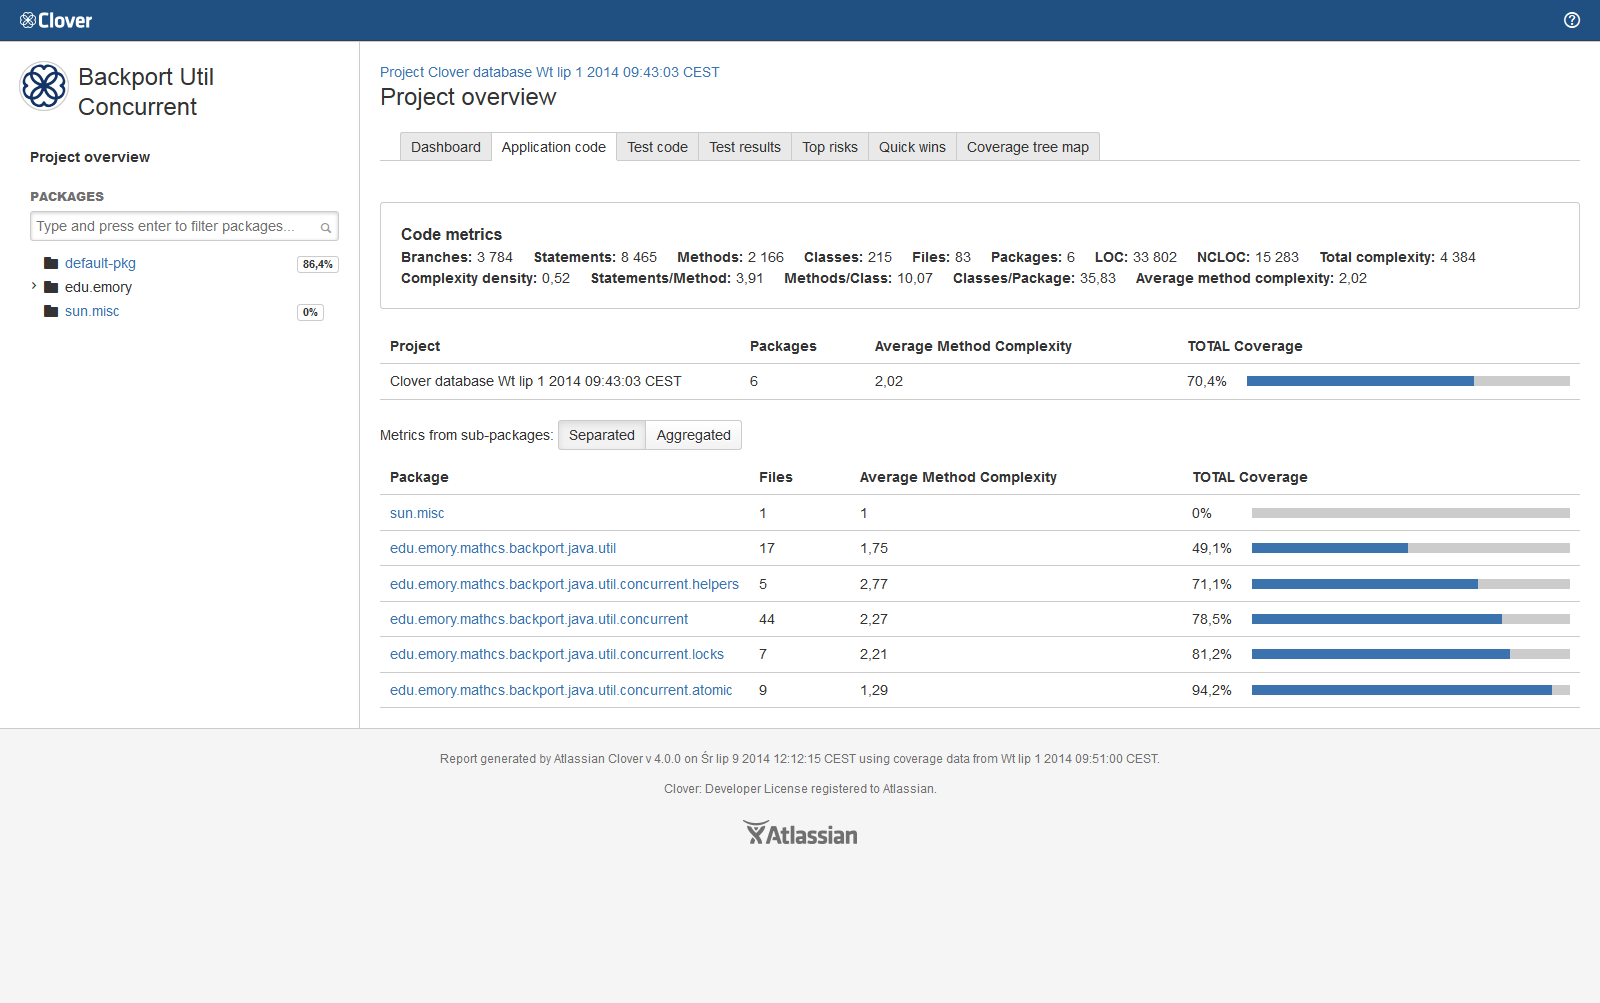 Clover
Backport Util
Concurrent
Project overview
PACKAGES
Type and press enter to filter packages...
default-pkg 86,4%
edu.emory
sun.misc 0%
Project Clover database Wt lip 1 2014 09:43:03 CEST
Project overview
Dashboard Application code Test code Test results Top risks Quick wins Coverage tree map
Code metrics
Branches: 3 784 Statements: 8 465 Methods: 2 166 Classes: 215 Files: 83 Packages: 6 LOC: 33 802 NCLOC: 15 283 Total complexity: 4 384
Complexity density: 0,52 Statements/Method: 3,91 Methods/Class: 10,07 Classes/Package: 35,83 Average method complexity: 2,02
Project Packages Average Method Complexity TOTAL Coverage
Clover database Wt lip 1 2014 09:43:03 CEST 6 2,02 70,4%
Metrics from sub-packages: Separated Aggregated
Package Files Average Method Complexity TOTAL Coverage
sun.misc 1 1 0%
edu.emory.mathcs.backport.java.util 17 1,75 49,1%
edu.emory.mathcs.backport.java.util.concurrent.helpers 5 2,77 71,1%
edu.emory.mathcs.backport.java.util.concurrent 44 2,27 78,5%
edu.emory.mathcs.backport.java.util.concurrent.locks 7 2,21 81,2%
edu.emory.mathcs.backport.java.util.concurrent.atomic 9 1,29 94,2%
Report generated by Atlassian Clover v 4.0.0 on Śr lip 9 2014 12:12:15 CEST using coverage data from Wt lip 1 2014 09:51:00 CEST.
Clover: Developer License registered to Atlassian.
Atlassian